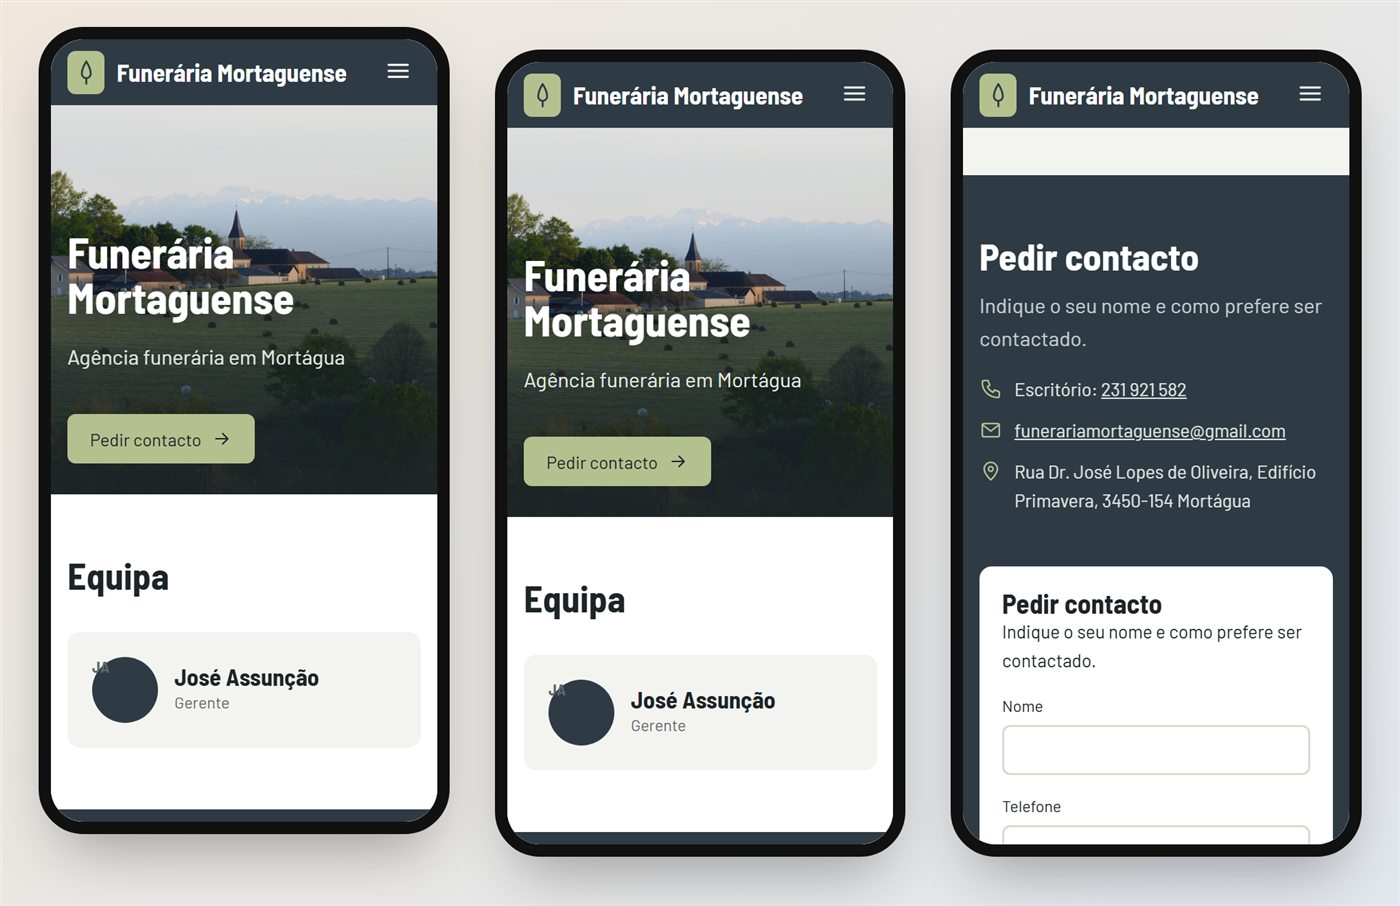 Funerária Mortaguense
Funerária
Mortaguense
Agência funerária em Mortágua
Pedir contacto
Equipa
JA
José Assunção
Gerente
Funerária Mortaguense
Funerária
Mortaguense
Agência funerária em Mortágua
Pedir contacto
Equipa
JA
José Assunção
Gerente
Funerária Mortaguense
Pedir contacto
Indique o seu nome e como prefere ser
contactado.
Escritório: 231 921 582
funerariamortaguense@gmail.com
Rua Dr. José Lopes de Oliveira, Edifício
Primavera, 3450-154 Mortágua
Pedir contacto
Indique o seu nome e como prefere ser
contactado.
Nome
Telefone